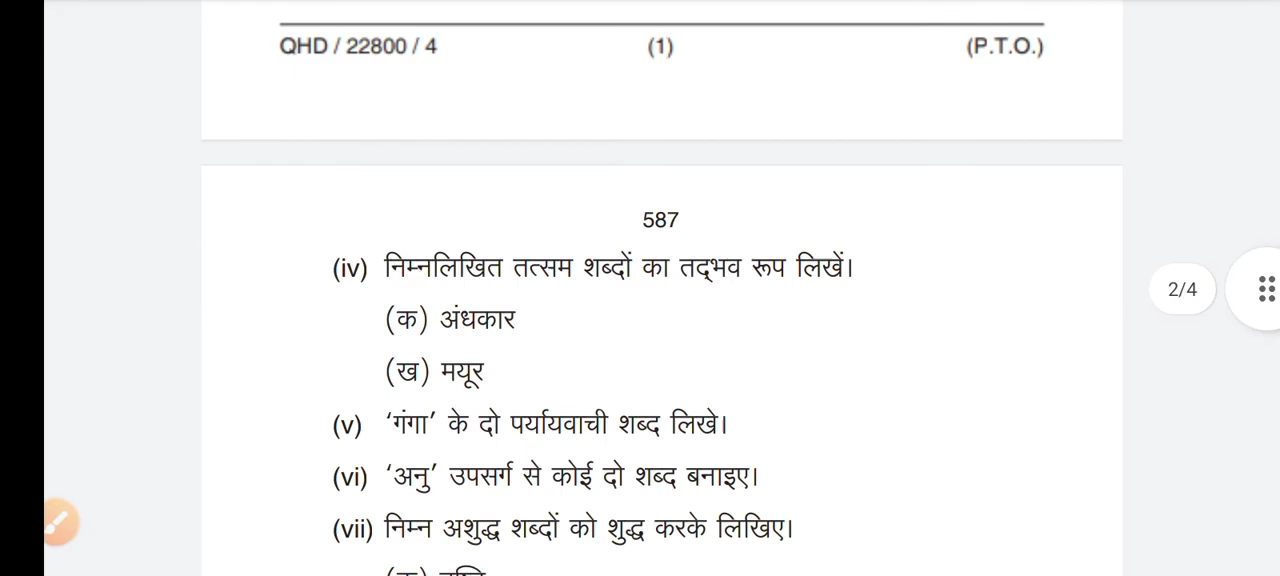 QHD / 22800 / 4 (1) (P.T.O.)
587
(iv) निम्नलिखित तत्सम शब्दों का तद्‌भव रूप लिखें।
2/4
(क) अंधकार
(ख) मयूर
(v) ‘गंगा’ के दो पर्यायवाची शब्द लिखे।
(vi) ‘अनु’ उपसर्ग से कोई दो शब्द बनाइए।
(vii) निम्न अशुद्ध शब्दों को शुद्ध करके लिखिए।
(क)